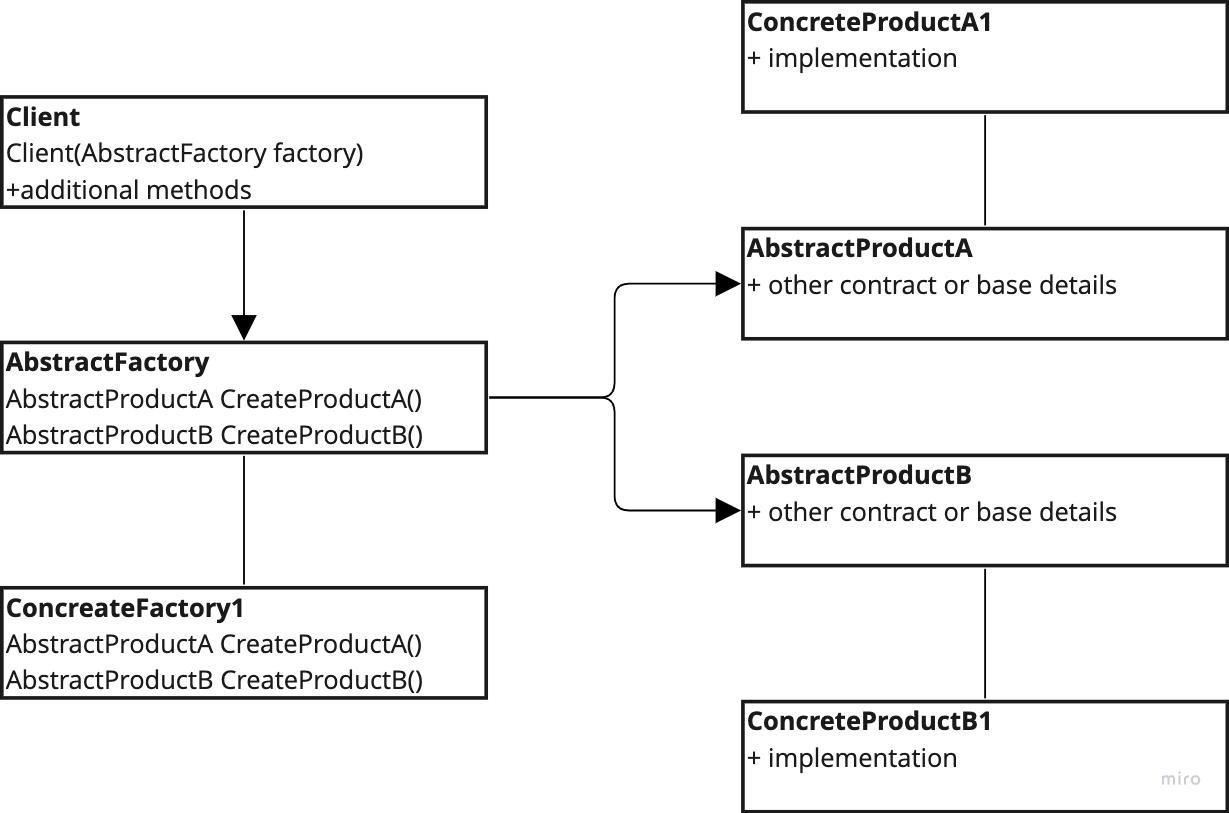 Client
Client(AbstractFactory factory)
+additional methods
AbstractFactory
AbstractProductA CreateProductA()
AbstractProductB CreateProductB()
ConcreateFactory1
AbstractProductA CreateProductA()
AbstractProductB CreateProductB()
ConcreteProductA1
+ implementation
AbstractProductA
+ other contract or base details
AbstractProductB
+ other contract or base details
ConcreteProductB1
+ implementation
miro